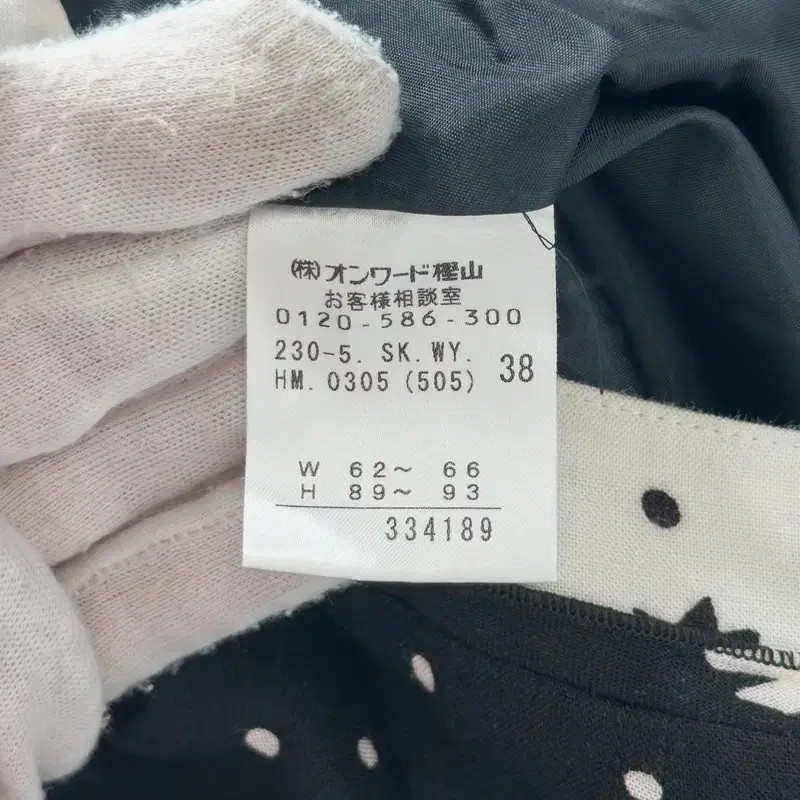 (株)オンワード樫山
お客様相談室
0120-586-300
230-5. SK. WY.
HM. 0305 (505) 38
W 62〜 66
H 89〜 93
334189